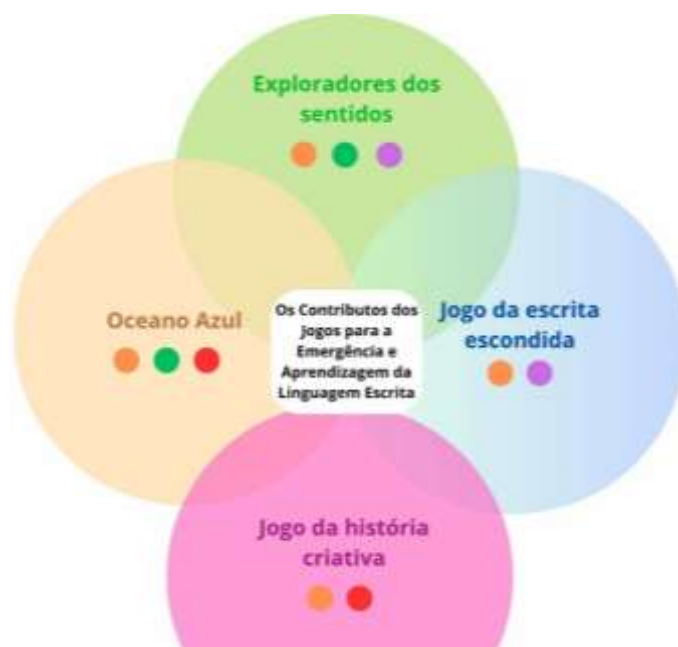 Exploradores dos
sentidos
Oceano Azul
Os Contributos dos
Jogos para a
Emergência e
Aprendizagem da
Linguagem Escrita
Jogo da escrita
escondida
Jogo da história
criativa